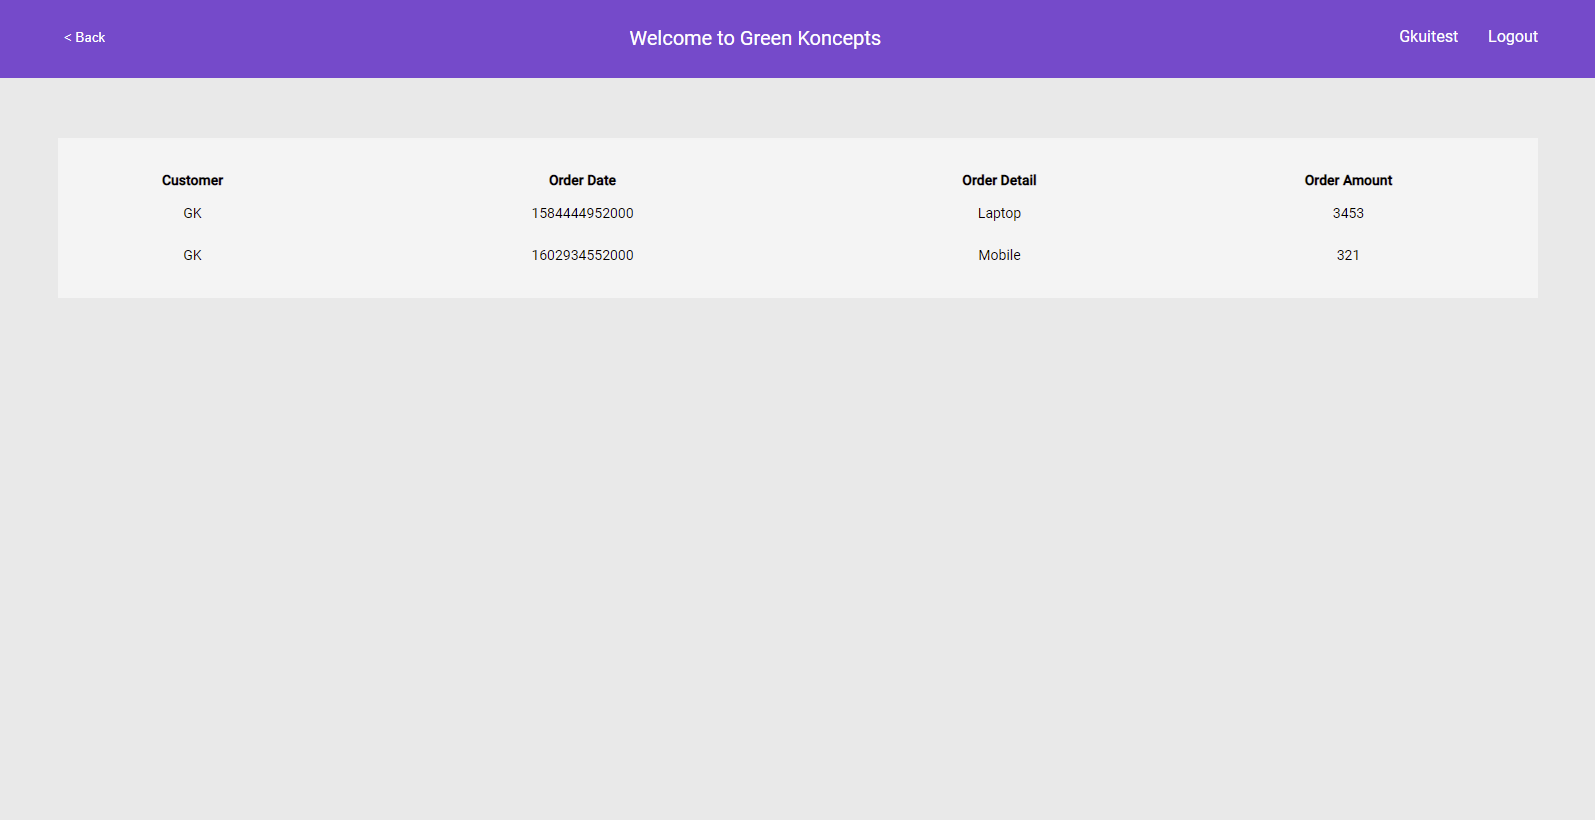 < Back Welcome to Green Koncepts Gkuitest Logout
Customer Order Date Order Detail Order Amount
GK 1584444952000 Laptop 3453
GK 1602934552000 Mobile 321